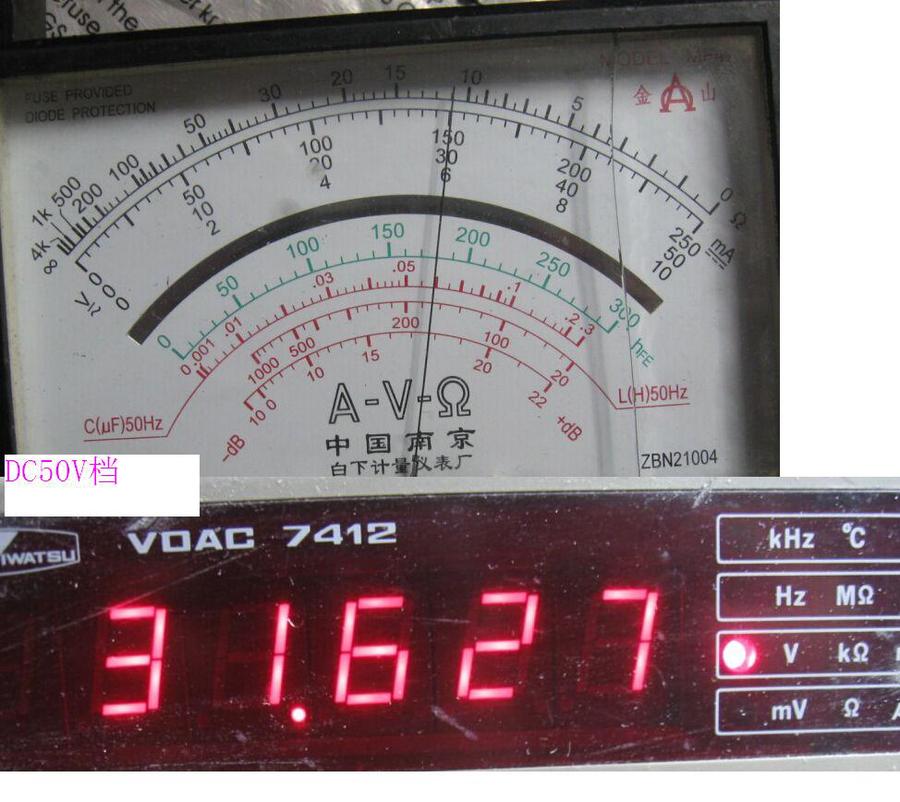 FUSE PROVIDED
DIODE PROTECTION
金 A 山
∞ 4k 1k 500 200 100 50 30 20 15 10 5 0 Ω
0 50 100 150 200 250 mA
0 10 20 30 40 50
0 2 4 6 8 10
0 50 100 150 200 250 300 hFE
0.001 .01 .03 .05 .1 .2 .3
1000 500 200 100 20
10 0 10 15 20 22
C(μF)50Hz
L(H)50Hz
-dB
+dB
A-V-Ω
中国南京
白下计量仪表厂
ZBN21004
DC50V档
IWATSU
VOAC 7412
kHz °C
Hz MΩ
V kΩ
mV Ω
31.627